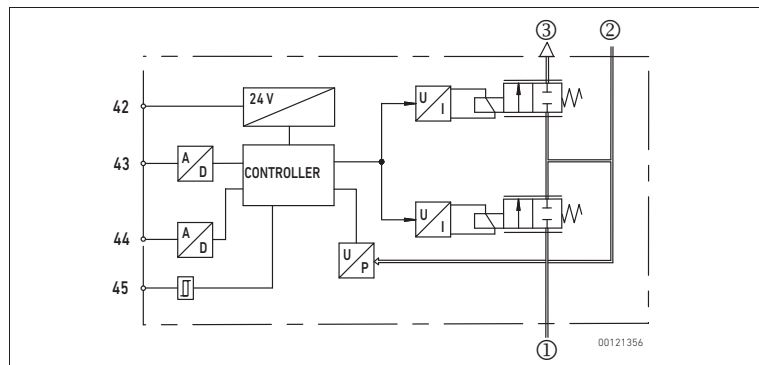 ③ ②
42
24 V
U
I
43
A
D
CONTROLLER
44
A
D
U
I
U
P
45
①
00121356